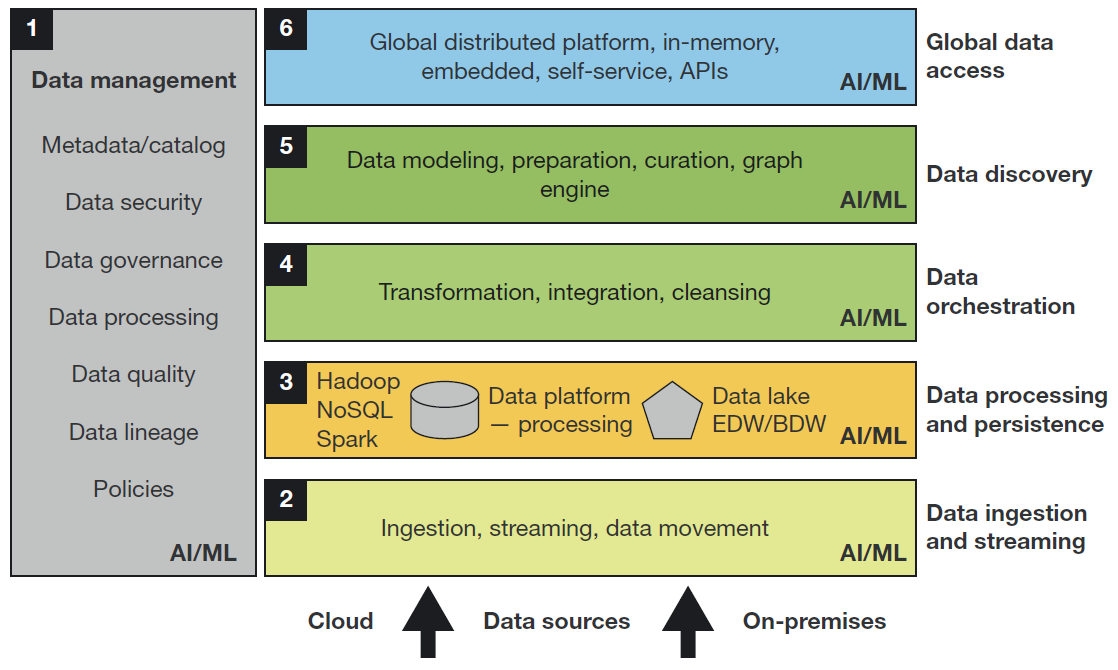 1
Data management
Metadata/catalog
Data security
Data governance
Data processing
Data quality
Data lineage
Policies
AI/ML
6
Global distributed platform, in-memory,
embedded, self-service, APIs
AI/ML
Global data
access
5
Data modeling, preparation, curation, graph
engine
AI/ML
Data discovery
4
Transformation, integration, cleansing
AI/ML
Data
orchestration
3
Hadoop
NoSQL
Spark
Data platform
— processing
Data lake
EDW/BDW
AI/ML
Data processing
and persistence
2
Ingestion, streaming, data movement
AI/ML
Data ingestion
and streaming
Cloud
Data sources
On-premises